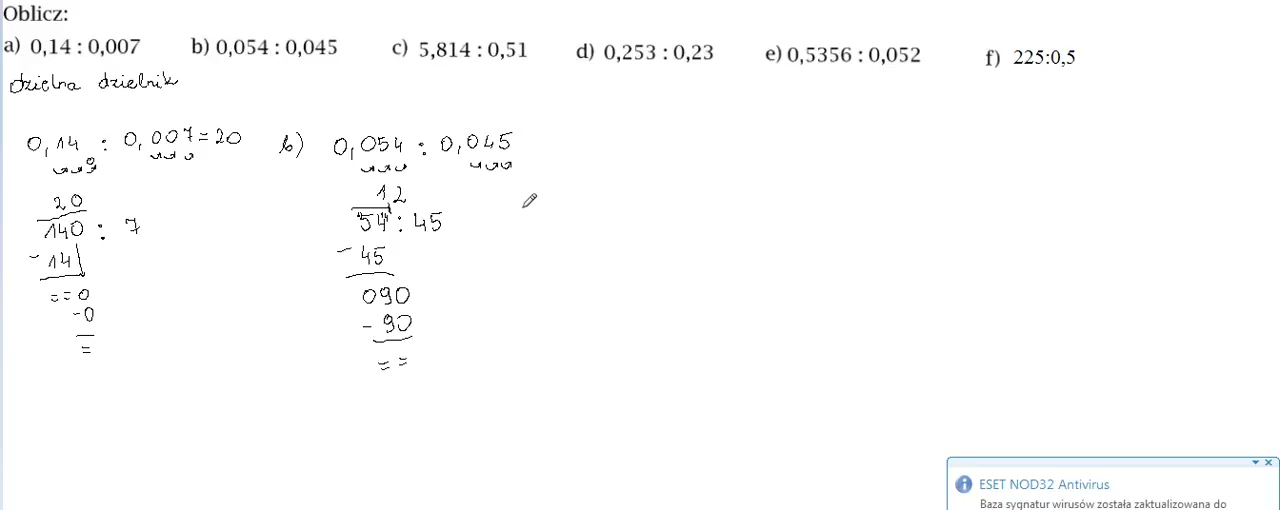 Oblicz:
a) 0,14 : 0,007 b) 0,054 : 0,045 c) 5,814 : 0,51 d) 0,253 : 0,23 e) 0,5356 : 0,052 f) 225:0,5
dzielna dzielnik
0,14 : 0,007=20 b) 0,054 : 0,045
0
20 12
140 : 7 54 : 45
- 14 - 45
= = 0 090
- 0 - 90
= = =
ESET NOD32 Antivirus
Baza sygnatur wirusów została zaktualizowana do